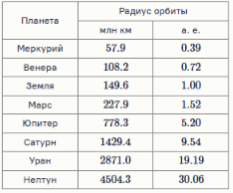 Планета Радиус орбиты
млн км а. е.
Меркурий 57.9 0.39
Венера 108.2 0.72
Земля 149.6 1.00
Марс 227.9 1.52
Юпитер 778.3 5.20
Сатурн 1429.4 9.54
Уран 2871.0 19.19
Нептун 4504.3 30.06